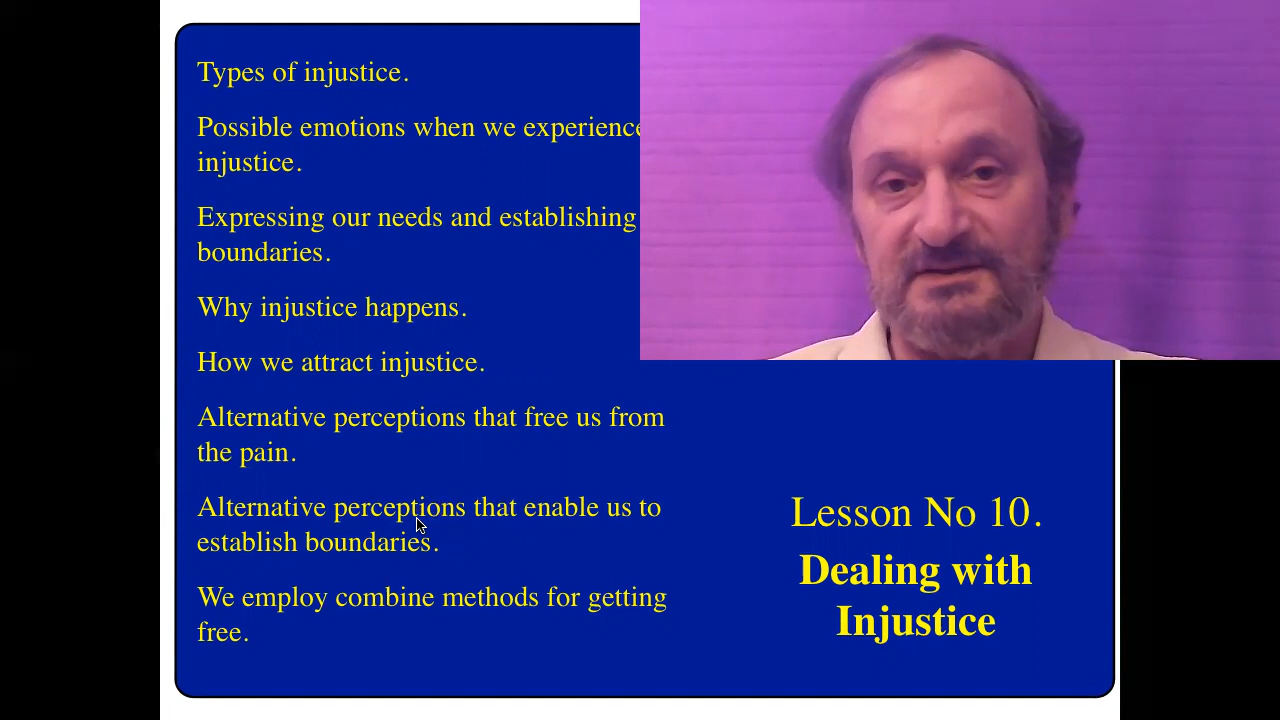 Types of injustice.
Possible emotions when we experience
injustice.
Expressing our needs and establishing
boundaries.
Why injustice happens.
How we attract injustice.
Alternative perceptions that free us from
the pain.
Alternative perceptions that enable us to
establish boundaries.
We employ combine methods for getting
free.
Lesson No 10.
Dealing with
Injustice